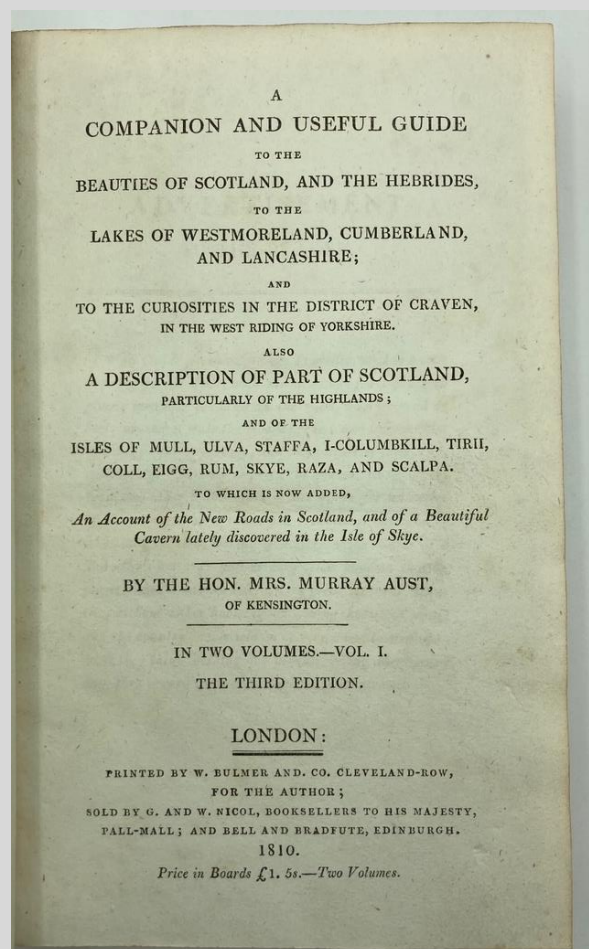 A
COMPANION AND USEFUL GUIDE
TO THE
BEAUTIES OF SCOTLAND, AND THE HEBRIDES,
TO THE
LAKES OF WESTMORELAND, CUMBERLAND,
AND LANCASHIRE;
AND
TO THE CURIOSITIES IN THE DISTRICT OF CRAVEN,
IN THE WEST RIDING OF YORKSHIRE.
ALSO
A DESCRIPTION OF PART OF SCOTLAND,
PARTICULARLY OF THE HIGHLANDS;
AND OF THE
ISLES OF MULL, ULVA, STAFFA, I-COLUMBKILL, TIRII,
COLL, EIGG, RUM, SKYE, RAZA, AND SCALPA.
TO WHICH IS NOW ADDED,
An Account of the New Roads in Scotland, and of a Beautiful
Cavern lately discovered in the Isle of Skye.
BY THE HON. MRS. MURRAY AUST,
OF KENSINGTON.
IN TWO VOLUMES.—VOL. I.
THE THIRD EDITION.
LONDON:
PRINTED BY W. BULMER AND. CO. CLEVELAND-ROW,
FOR THE AUTHOR;
SOLD BY G. AND W. NICOL, BOOKSELLERS TO HIS MAJESTY,
PALL-MALL; AND BELL AND BRADFUTE, EDINBURGH.
1810.
Price in Boards £1. 5s.—Two Volumes.